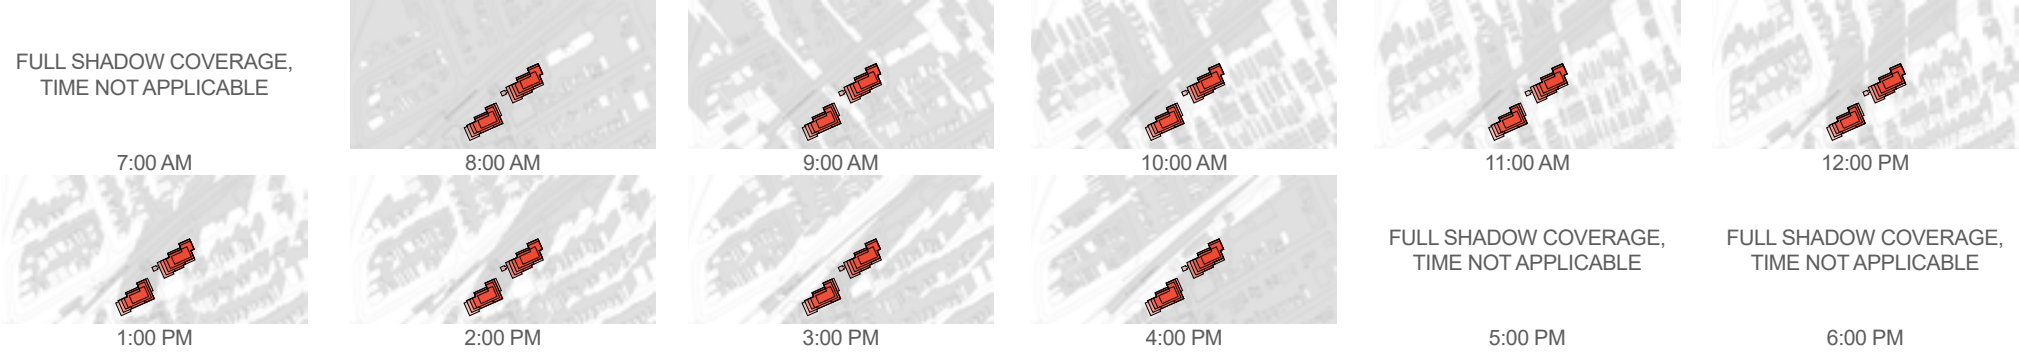 FULL SHADOW COVERAGE,
TIME NOT APPLICABLE
7:00 AM
8:00 AM
9:00 AM
10:00 AM
11:00 AM
12:00 PM
1:00 PM
2:00 PM
3:00 PM
4:00 PM
FULL SHADOW COVERAGE,
TIME NOT APPLICABLE
5:00 PM
FULL SHADOW COVERAGE,
TIME NOT APPLICABLE
6:00 PM